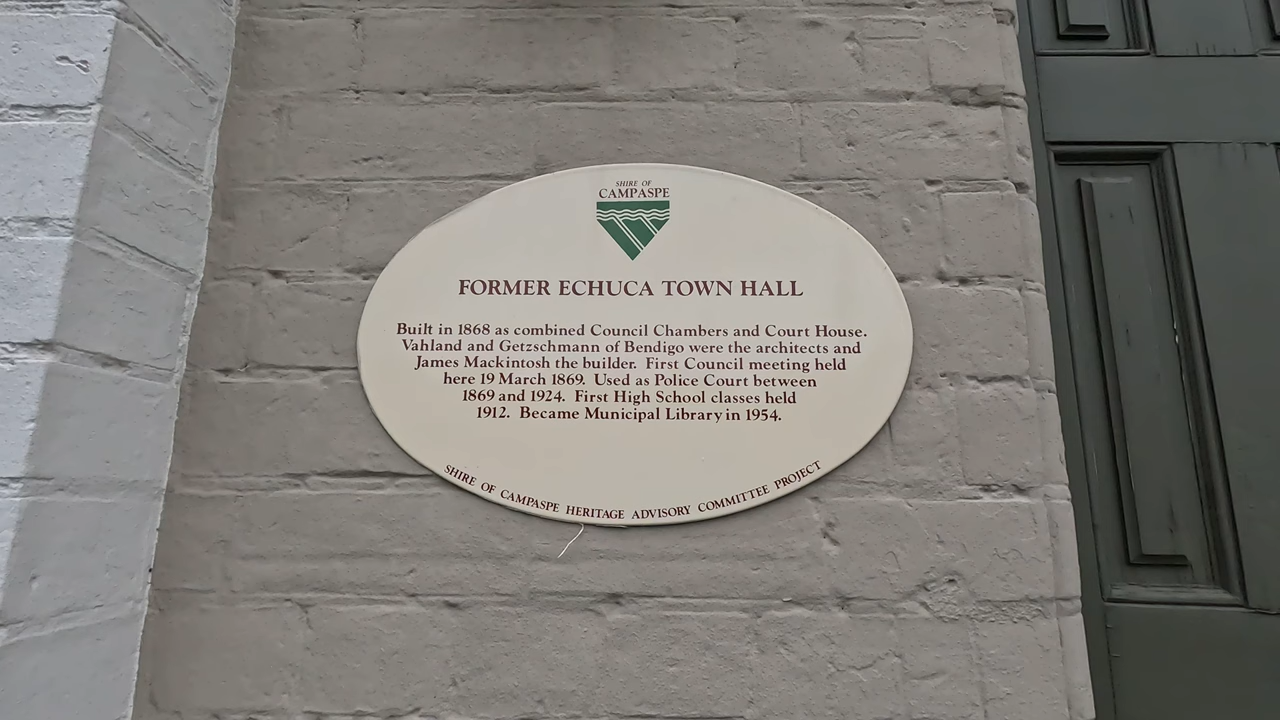 SHIRE OF
CAMPASPE
FORMER ECHUCA TOWN HALL
Built in 1868 as combined Council Chambers and Court House.
Vahland and Getzschmann of Bendigo were the architects and
James Mackintosh the builder. First Council meeting held
here 19 March 1869. Used as Police Court between
1869 and 1924. First High School classes held
1912. Became Municipal Library in 1954.
SHIRE OF CAMPASPE HERITAGE ADVISORY COMMITTEE PROJECT